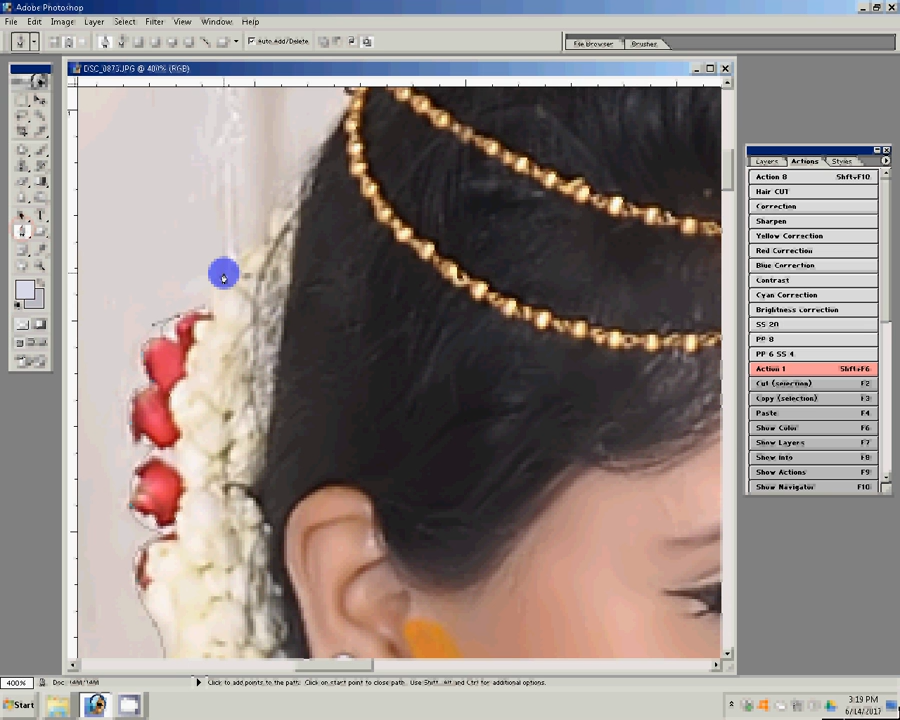 Adobe Photoshop
File Edit Image Layer Select Filter View Window Help
Auto Add/Delete
File Browser Brushes
DSC_0875.JPG @ 400% (RGB)
Layers Actions Styles
Action 8 Shft+F10
Hair CUT
Correction
Sharpen
Yellow Correction
Red Correction
Blue Correction
Contrast
Cyan Correction
Brightness correction
SS 20
PP 8
PP 6 SS 4
Action 1 Shft+F6
Cut (selection) F2
Copy (selection) F3
Paste F4
Show Color F6
Show Layers F7
Show Info F8
Show Actions F9
Show Navigator F10
400% Doc: Click to add points to the path. Click on start point to close path. Use Shift, Alt, and Ctrl for additional options.
Start
3:19 PM
6/14/2017